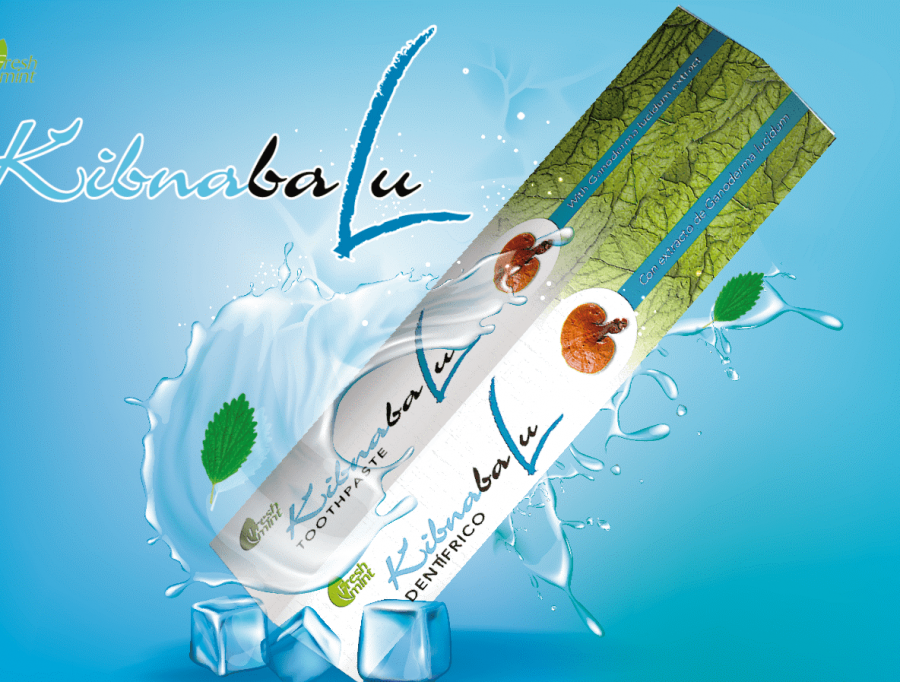 fresh
mint
KibnabaLu
With Ganoderma lucidum extract
Con extracto de Ganoderma lucidum
KibnabaLu
TOOTHPASTE
fresh
mint
KibnabaLu
DENTÍFRICO
fresh
mint